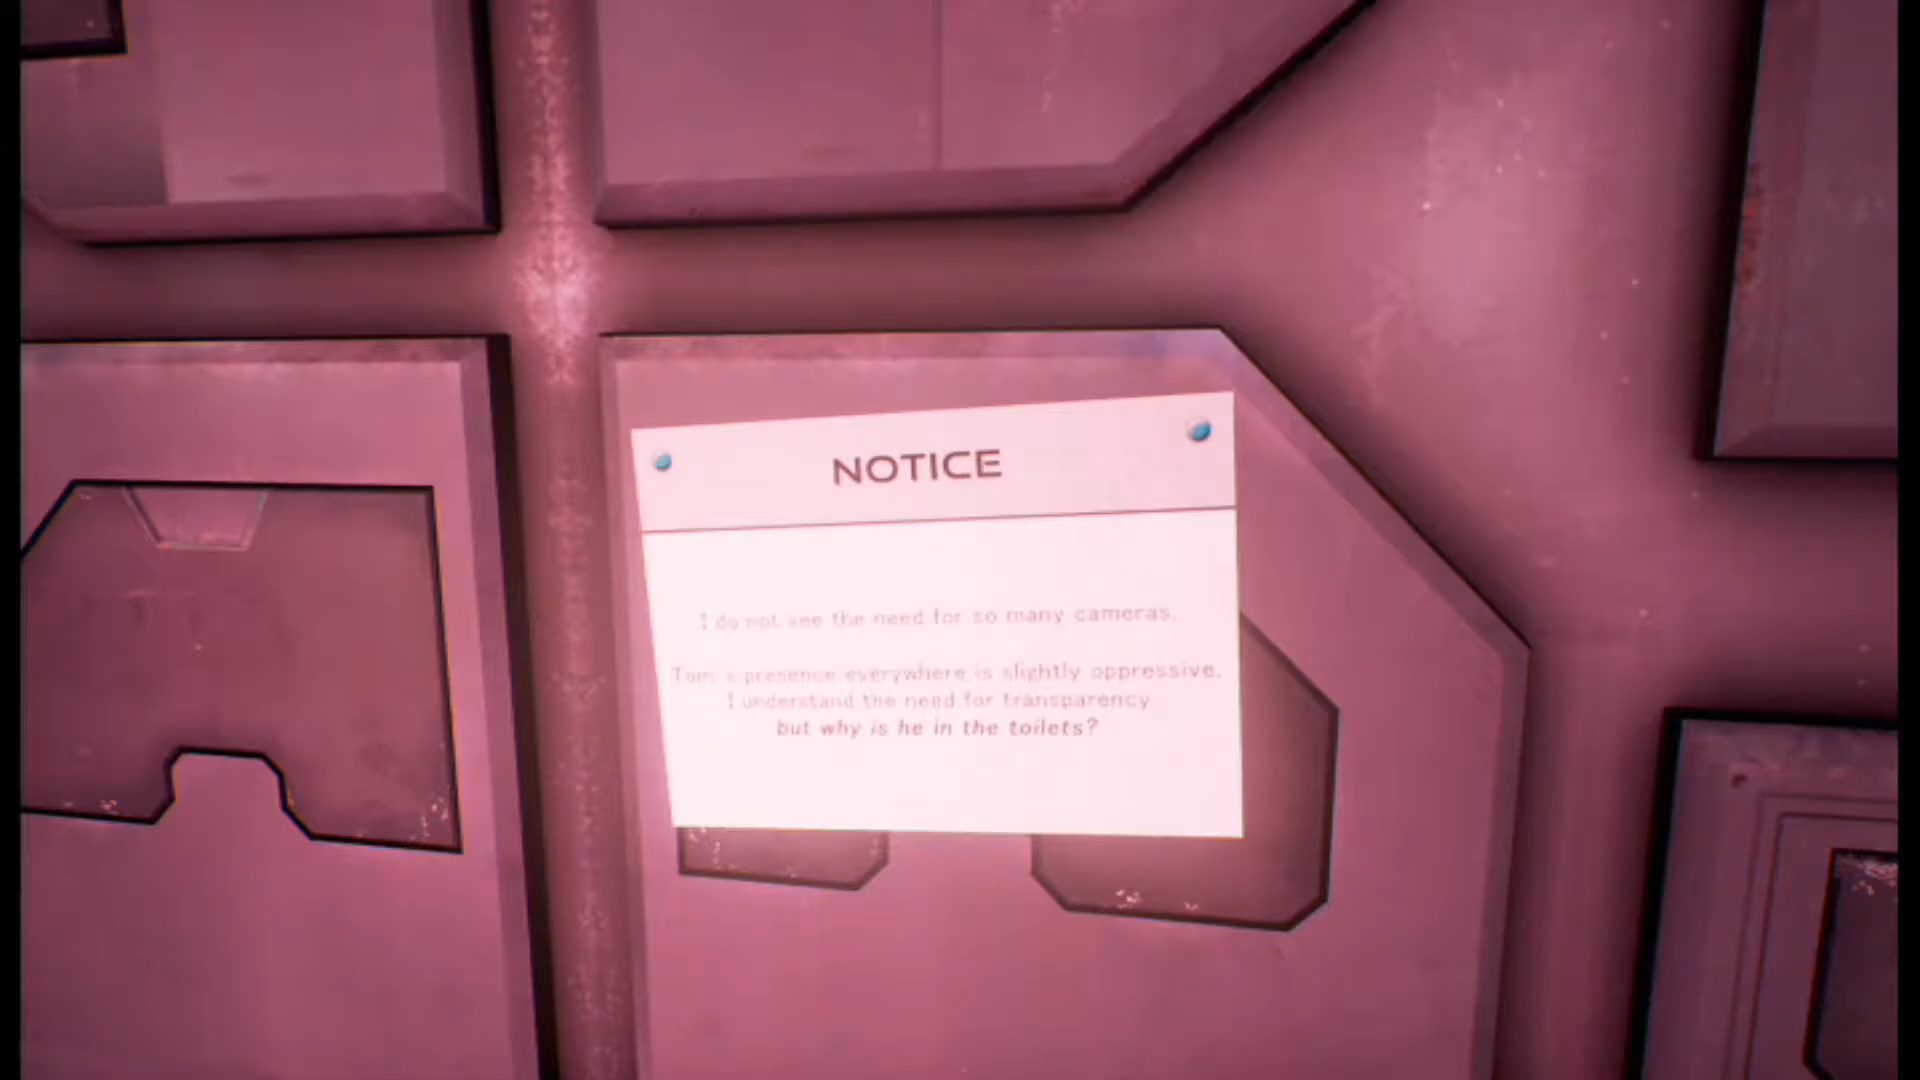 NOTICE
I do not see the need for so many cameras.
Tom's presence everywhere is slightly oppressive.
I understand the need for transparency
but why is he in the toilets?